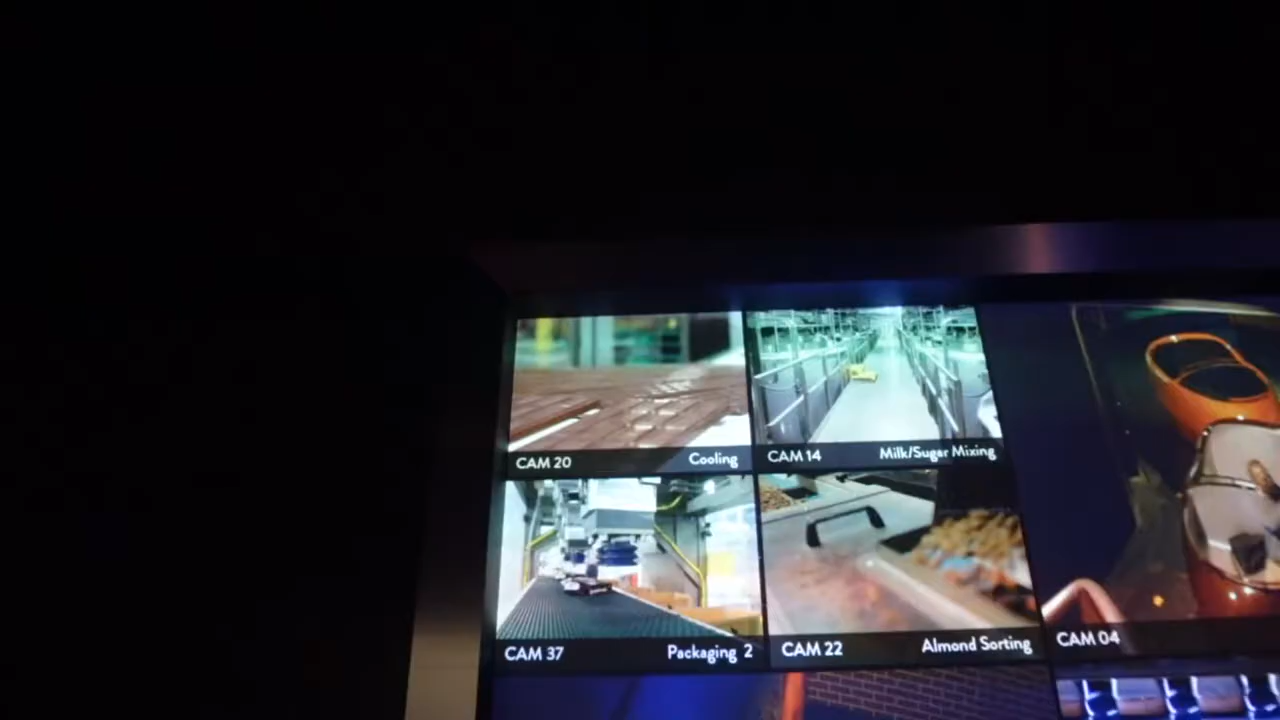 CAM 20 Cooling
CAM 14 Milk/Sugar Mixing
CAM 37 Packaging 2
CAM 22 Almond Sorting
CAM 04